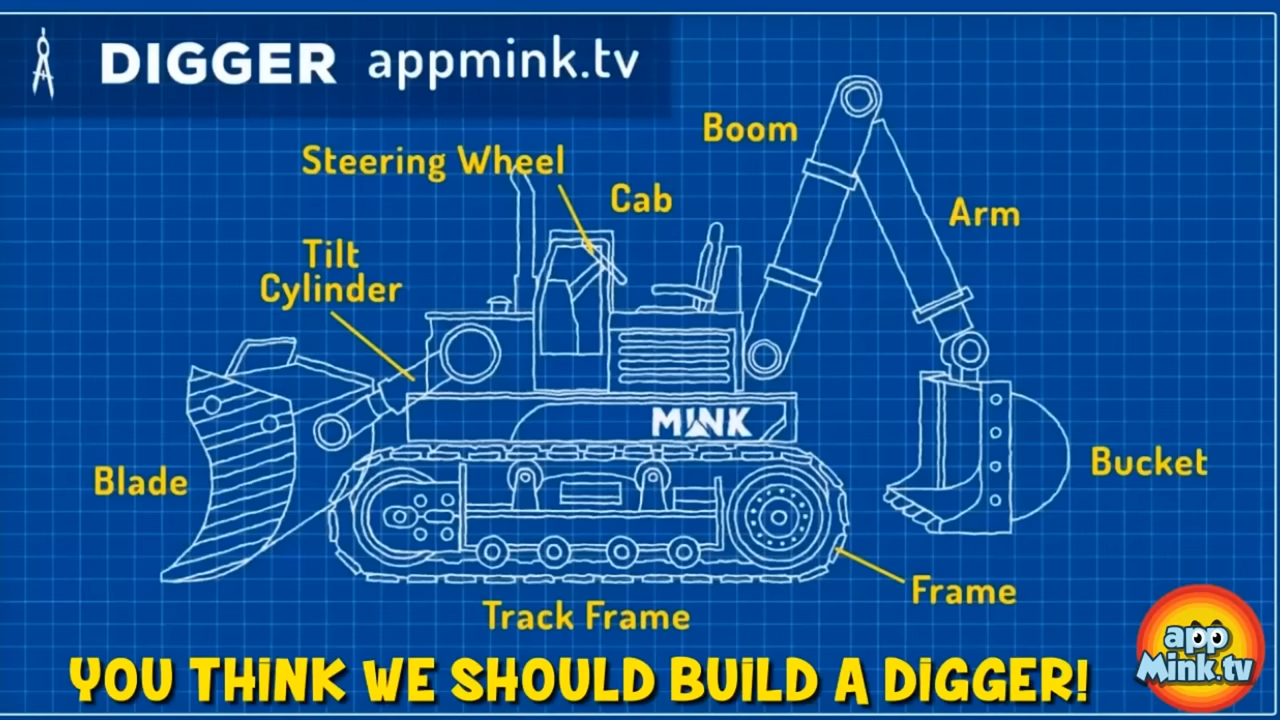 DIGGER appmink.tv
Boom
Steering Wheel
Cab
Arm
Tilt
Cylinder
MINK
Blade
Bucket
Frame
Track Frame
app
Mink.tv
YOU THINK WE SHOULD BUILD A DIGGER!